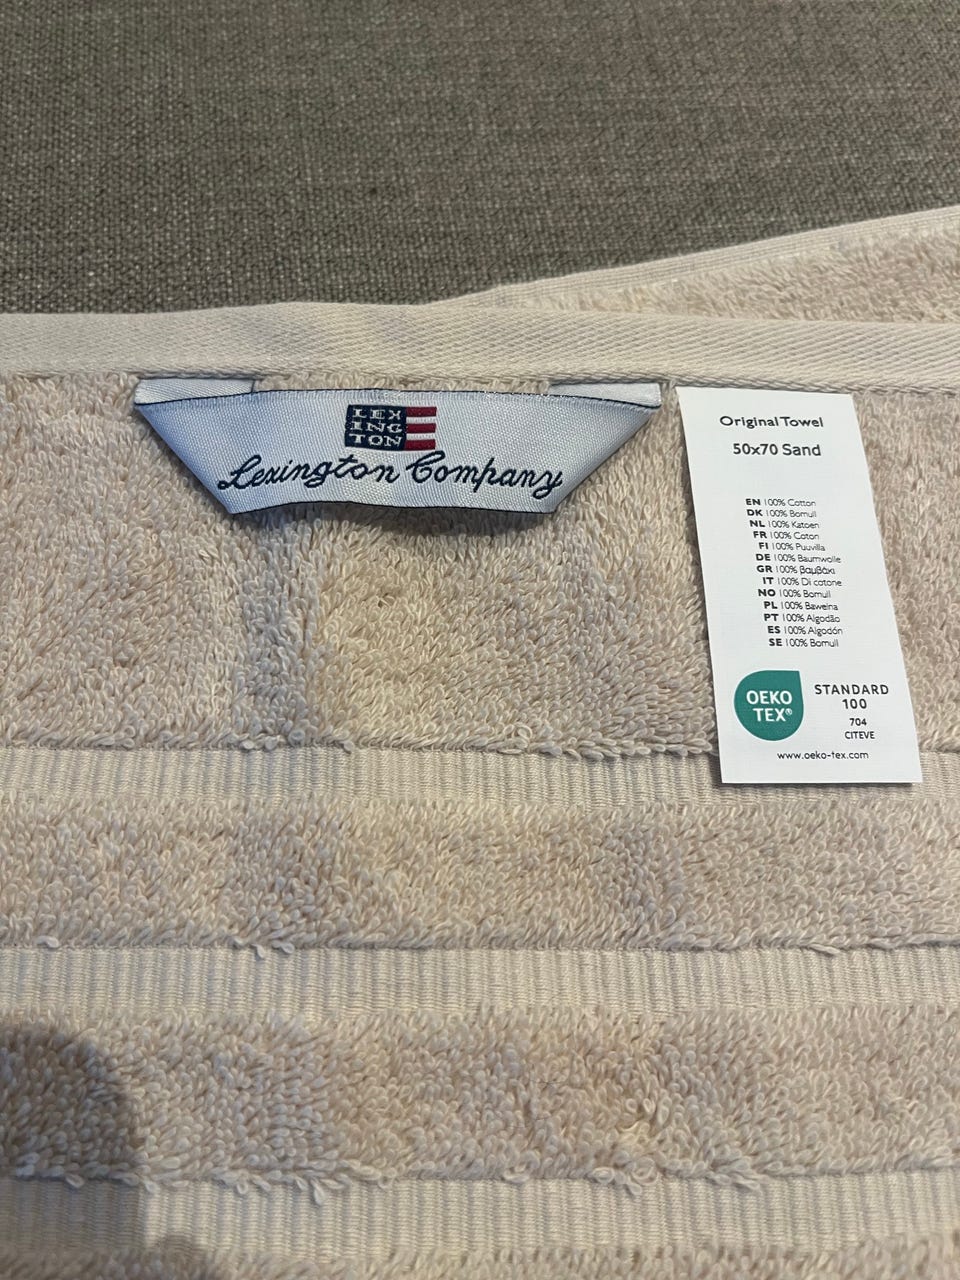 LEX
ING
TON
Lexington Company
Original Towel
50x70 Sand
EN 100% Cotton
DK 100% Bomull
NL 100% Katoen
FR 100% Coton
FI 100% Puuvilla
DE 100% Baumwolle
GR 100% βαμβάκι
IT 100% Di cotone
NO 100% Bomull
PL 100% Bawełna
PT 100% Algodão
ES 100% Algodón
SE 100% Bomull
OEKO
TEX®
STANDARD
100
704
CITEVE
www.oeko-tex.com